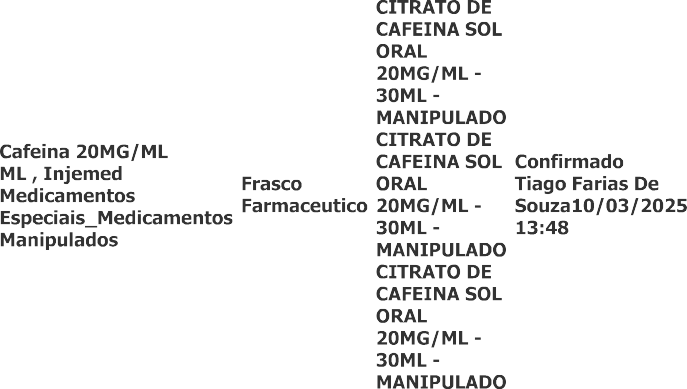 Cafeina 20MG/ML
ML , Injemed
Medicamentos
Especiais_Medicamentos
Manipulados
Frasco
Farmaceutico
CITRATO DE
CAFEINA SOL
ORAL
20MG/ML -
30ML -
MANIPULADO
CITRATO DE
CAFEINA SOL
ORAL
20MG/ML -
30ML -
MANIPULADO
CITRATO DE
CAFEINA SOL
ORAL
20MG/ML -
30ML -
MANIPULADO
Confirmado
Tiago Farias De
Souza10/03/2025
13:48